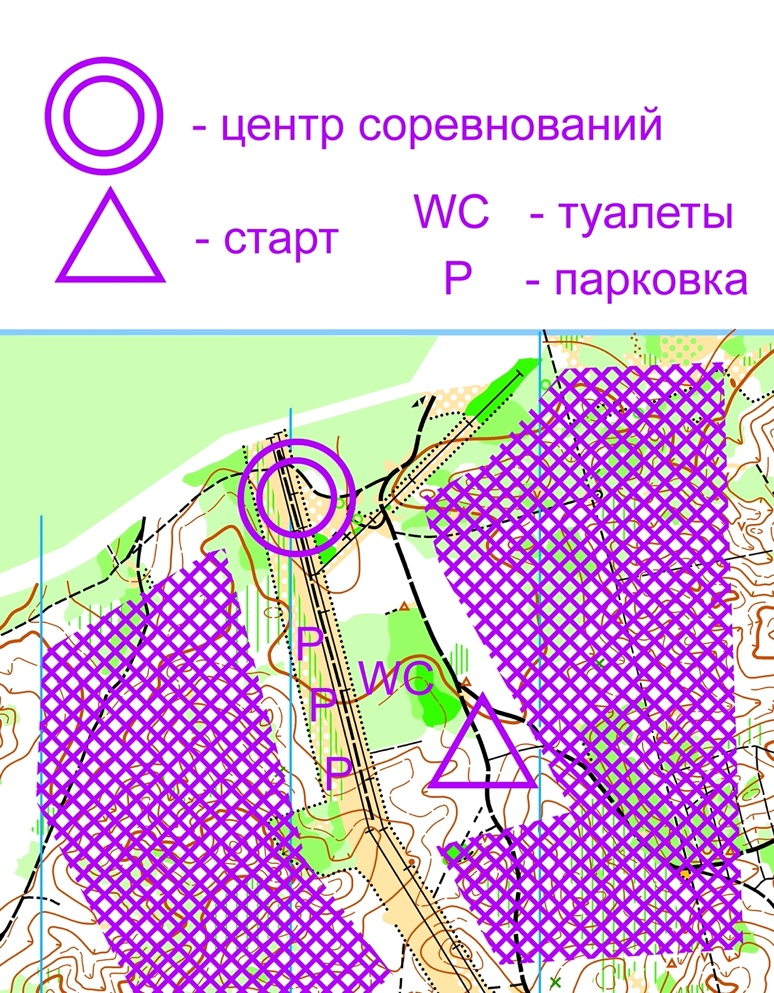 - центр соревнований
- старт
WC - туалеты
P - парковка
P
WC
P
P